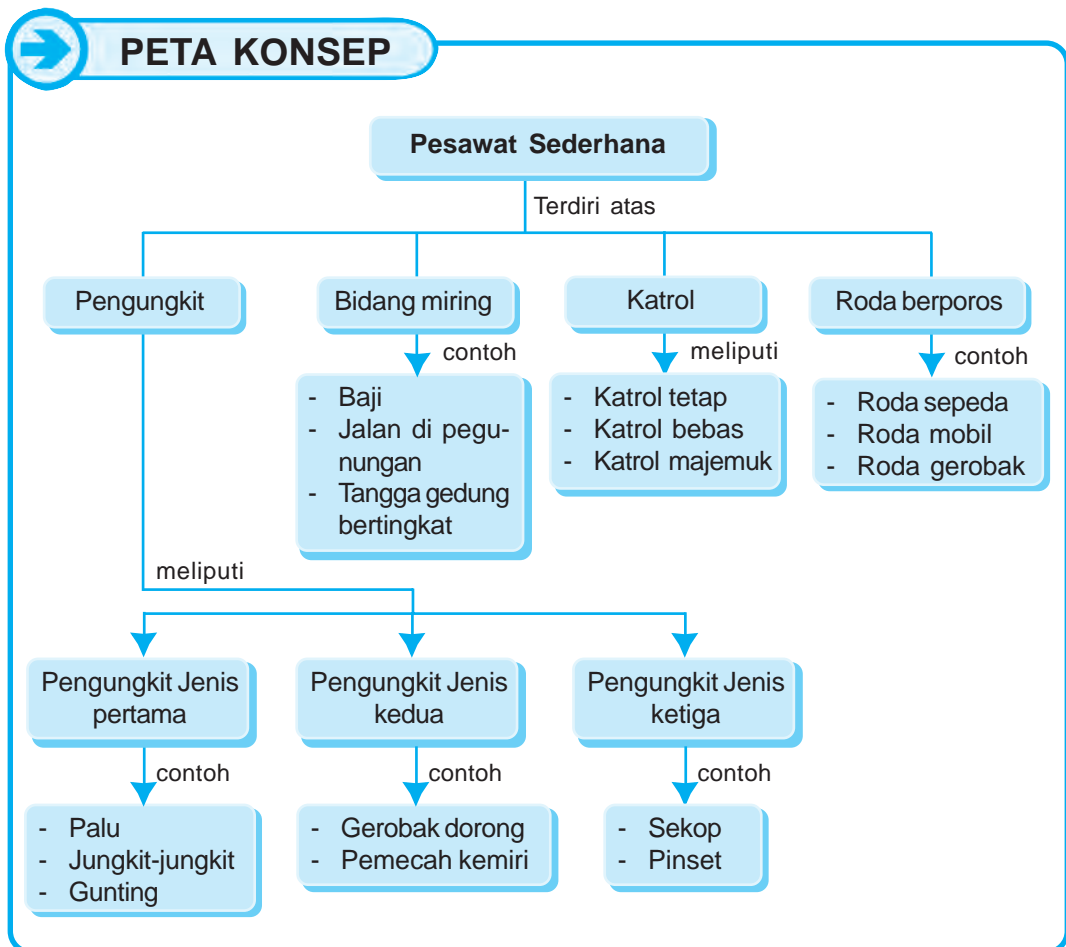 PETA KONSEP
Pesawat Sederhana
Terdiri atas
Pengungkit
Bidang miring
Katrol
Roda berporos
contoh
meliputi
contoh
- Baji
- Jalan di pegu-
nungan
- Tangga gedung
bertingkat
- Katrol tetap
- Katrol bebas
- Katrol majemuk
- Roda sepeda
- Roda mobil
- Roda gerobak
meliputi
Pengungkit Jenis
pertama
Pengungkit Jenis
kedua
Pengungkit Jenis
ketiga
contoh
contoh
contoh
- Palu
- Jungkit-jungkit
- Gunting
- Gerobak dorong
- Pemecah kemiri
- Sekop
- Pinset